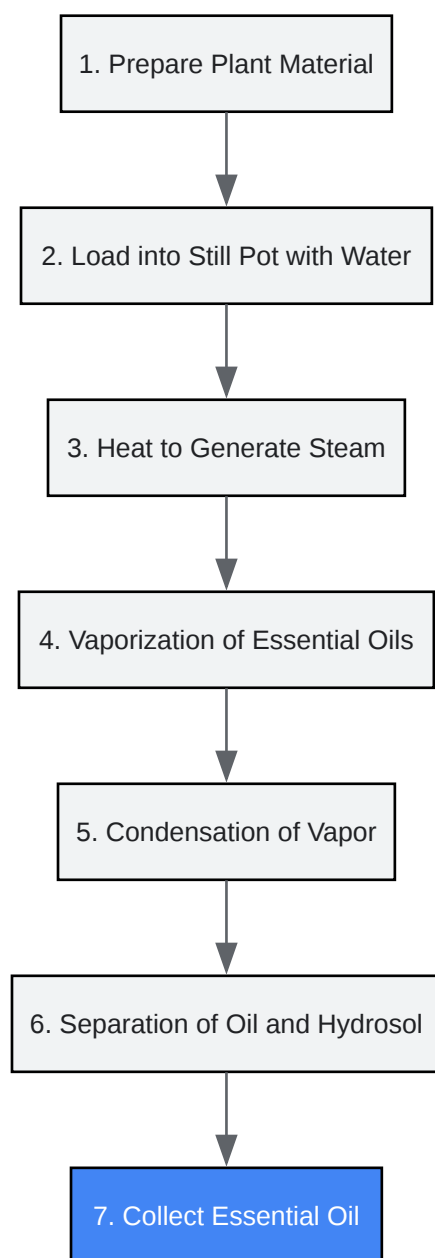 1. Prepare Plant Material
2. Load into Still Pot with Water
3. Heat to Generate Steam
4. Vaporization of Essential Oils
5. Condensation of Vapor
6. Separation of Oil and Hydrosol
7. Collect Essential Oil